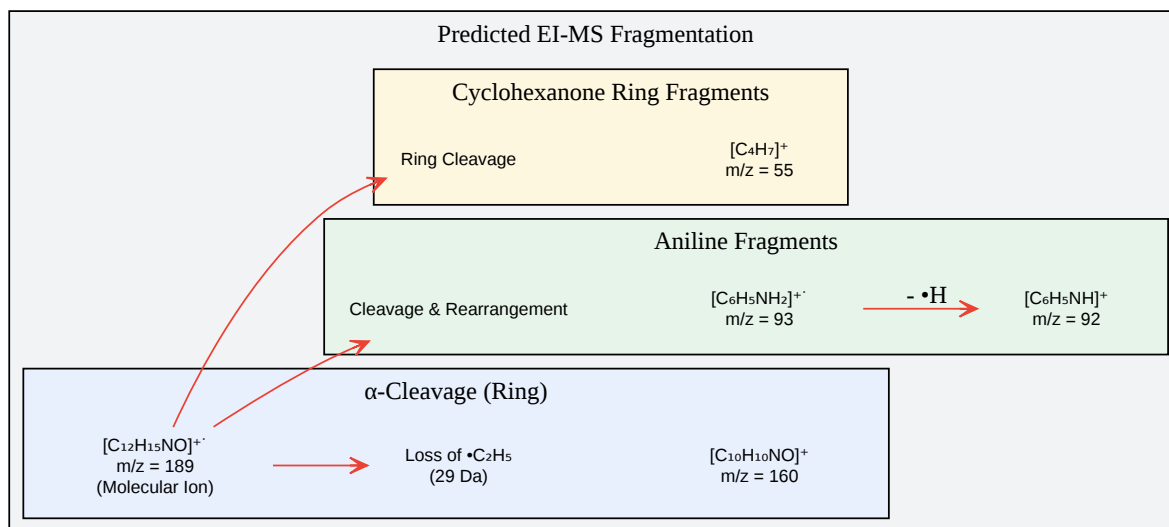 Predicted EI-MS Fragmentation
Cyclohexanone Ring Fragments
Ring Cleavage
[C₄H₇]⁺
m/z = 55
Aniline Fragments
Cleavage & Rearrangement
[C₆H₅NH₂]⁺˙
m/z = 93
- •H
[C₆H₅NH]⁺
m/z = 92
α-Cleavage (Ring)
[C₁₂H₁₅NO]⁺˙
m/z = 189
(Molecular Ion)
Loss of •C₂H₅
(29 Da)
[C₁₀H₁₀NO]⁺
m/z = 160